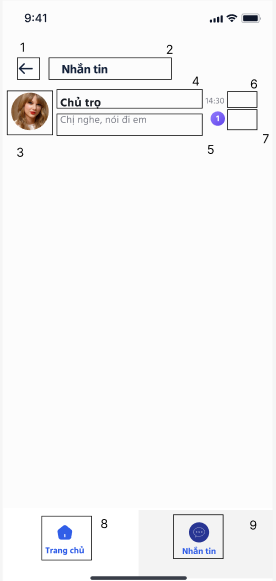 9:41
1
2
Nhắn tin
4
6
Chủ trọ
14:30
Chị nghe, nói đi em
1
7
3
5
8
9
Trang chủ
Nhắn tin